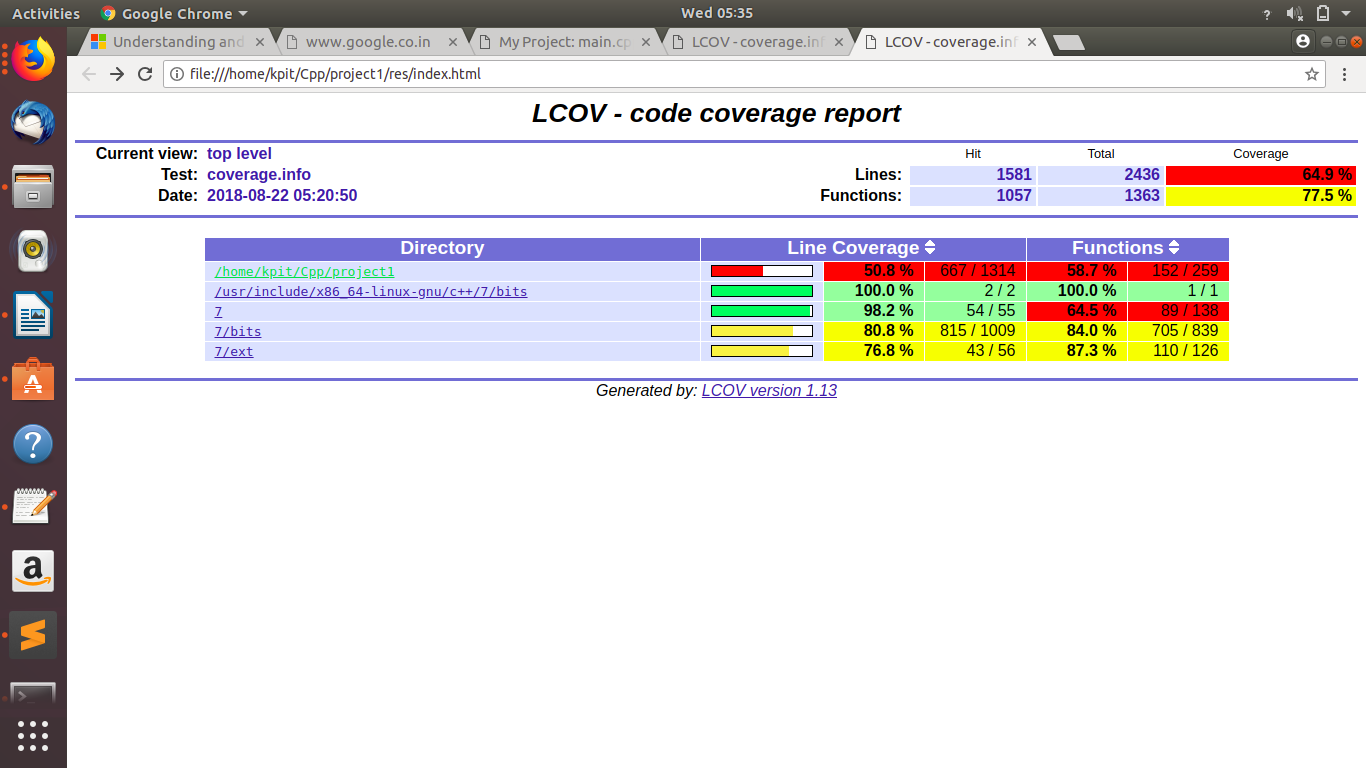 Activities Google Chrome Wed 05:35 ?
Understanding and www.google.co.in My Project: main.cp LCOV - coverage.inf LCOV - coverage.inf
file:///home/kpit/Cpp/project1/res/index.html
LCOV - code coverage report
Current view: top level Hit Total Coverage
Test: coverage.info Lines: 1581 2436 64.9 %
Date: 2018-08-22 05:20:50 Functions: 1057 1363 77.5 %
Directory Line Coverage Functions
/home/kpit/Cpp/project1 50.8 % 667 / 1314 58.7 % 152 / 259
/usr/include/x86_64-linux-gnu/c++/7/bits 100.0 % 2 / 2 100.0 % 1 / 1
7 98.2 % 54 / 55 64.5 % 89 / 138
7/bits 80.8 % 815 / 1009 84.0 % 705 / 839
7/ext 76.8 % 43 / 56 87.3 % 110 / 126
Generated by: LCOV version 1.13